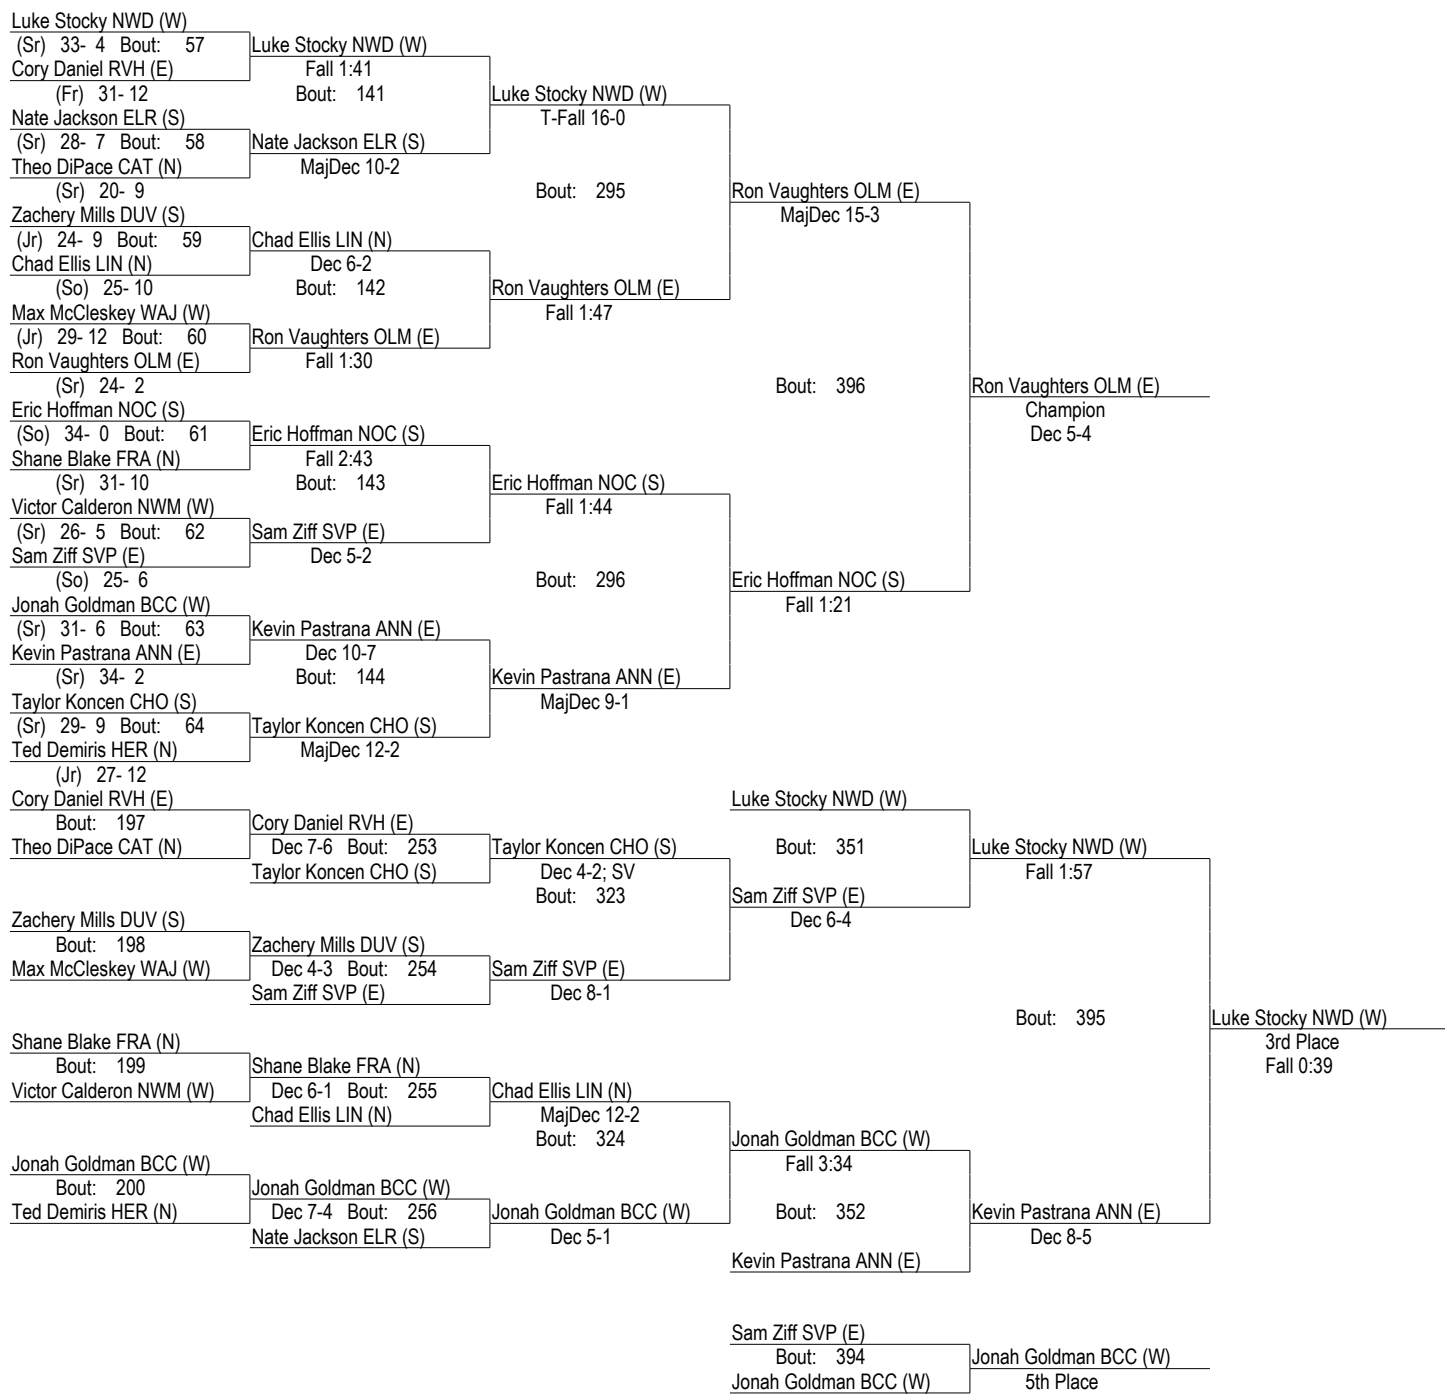 Luke Stocky NWD (W)
(Sr) 33- 4 Bout: 57
Luke Stocky NWD (W)
Cory Daniel RVH (E)
Fall 1:41
(Fr) 31- 12
Bout: 141
Luke Stocky NWD (W)
Nate Jackson ELR (S)
T-Fall 16-0
(Sr) 28- 7 Bout: 58
Nate Jackson ELR (S)
Theo DiPace CAT (N)
MajDec 10-2
(Sr) 20- 9
Bout: 295
Ron Vaughters OLM (E)
Zachery Mills DUV (S)
MajDec 15-3
(Jr) 24- 9 Bout: 59
Chad Ellis LIN (N)
Chad Ellis LIN (N)
Dec 6-2
(So) 25- 10
Bout: 142
Ron Vaughters OLM (E)
Max McCleskey WAJ (W)
Fall 1:47
(Jr) 29- 12 Bout: 60
Ron Vaughters OLM (E)
Ron Vaughters OLM (E)
Fall 1:30
(Sr) 24- 2
Bout: 396
Ron Vaughters OLM (E)
Eric Hoffman NOC (S)
Champion
(So) 34- 0 Bout: 61
Eric Hoffman NOC (S)
Dec 5-4
Shane Blake FRA (N)
Fall 2:43
(Sr) 31- 10
Bout: 143
Eric Hoffman NOC (S)
Victor Calderon NWM (W)
Fall 1:44
(Sr) 26- 5 Bout: 62
Sam Ziff SVP (E)
Sam Ziff SVP (E)
Dec 5-2
(So) 25- 6
Bout: 296
Eric Hoffman NOC (S)
Jonah Goldman BCC (W)
Fall 1:21
(Sr) 31- 6 Bout: 63
Kevin Pastrana ANN (E)
Kevin Pastrana ANN (E)
Dec 10-7
(Sr) 34- 2
Bout: 144
Kevin Pastrana ANN (E)
Taylor Koncen CHO (S)
MajDec 9-1
(Sr) 29- 9 Bout: 64
Taylor Koncen CHO (S)
Ted Demiris HER (N)
MajDec 12-2
(Jr) 27- 12
Cory Daniel RVH (E)
Luke Stocky NWD (W)
Bout: 197
Cory Daniel RVH (E)
Theo DiPace CAT (N)
Dec 7-6 Bout: 253
Taylor Koncen CHO (S)
Bout: 351
Luke Stocky NWD (W)
Taylor Koncen CHO (S)
Dec 4-2; SV
Fall 1:57
Bout: 323
Sam Ziff SVP (E)
Zachery Mills DUV (S)
Dec 6-4
Bout: 198
Zachery Mills DUV (S)
Max McCleskey WAJ (W)
Dec 4-3 Bout: 254
Sam Ziff SVP (E)
Sam Ziff SVP (E)
Dec 8-1
Bout: 395
Luke Stocky NWD (W)
Shane Blake FRA (N)
3rd Place
Bout: 199
Shane Blake FRA (N)
Fall 0:39
Victor Calderon NWM (W)
Dec 6-1 Bout: 255
Chad Ellis LIN (N)
Chad Ellis LIN (N)
MajDec 12-2
Bout: 324
Jonah Goldman BCC (W)
Jonah Goldman BCC (W)
Fall 3:34
Bout: 200
Jonah Goldman BCC (W)
Ted Demiris HER (N)
Dec 7-4 Bout: 256
Jonah Goldman BCC (W)
Bout: 352
Kevin Pastrana ANN (E)
Nate Jackson ELR (S)
Dec 5-1
Dec 8-5
Kevin Pastrana ANN (E)
Sam Ziff SVP (E)
Bout: 394
Jonah Goldman BCC (W)
Jonah Goldman BCC (W)
5th Place